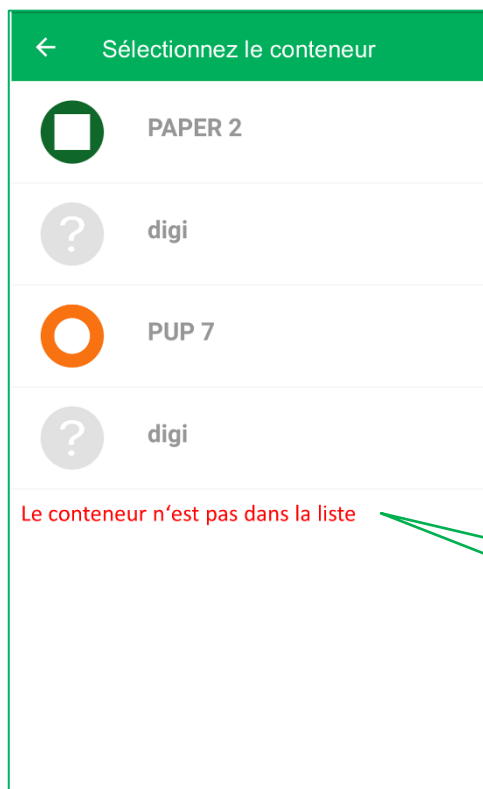 Sélectionnez le conteneur
PAPER 2
?
digi
PUP 7
?
digi
Le conteneur n‘est pas dans la liste